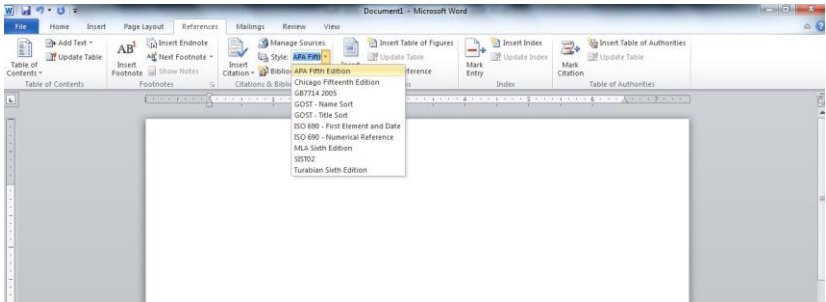 Document1 - Microsoft Word
File Home Insert Page Layout References Mailings Review View
Table of Contents
Add Text
Update Table
Table of Contents
AB1
Insert Footnote
Insert Endnote
Next Footnote
Show Notes
Footnotes
Insert Citation
Manage Sources
Style: APA Fifth
Biblio
Citations & Biblio
APA Fifth Edition
Chicago Fifteenth Edition
GB7714 2005
GOST - Name Sort
GOST - Title Sort
ISO 690 - First Element and Date
ISO 690 - Numerical Reference
MLA Sixth Edition
SIST02
Turabian Sixth Edition
Insert Table of Figures
Update Table
ference
Mark Entry
Insert Index
Update Index
Index
Mark Citation
Insert Table of Authorities
Update Table
Table of Authorities